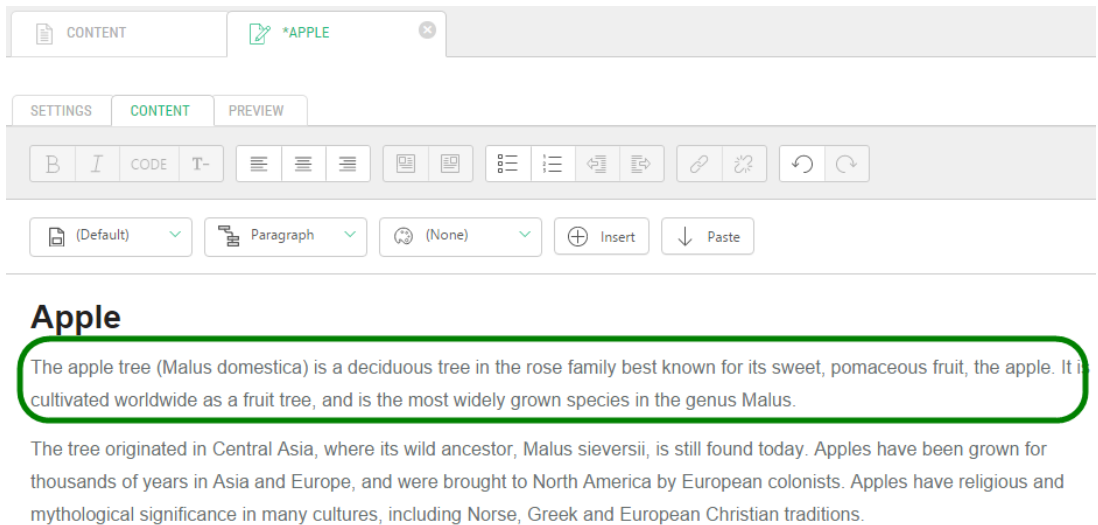 CONTENT *APPLE
SETTINGS CONTENT PREVIEW
B I CODE T-
(Default) Paragraph (None) Insert Paste
Apple
The apple tree (Malus domestica) is a deciduous tree in the rose family best known for its sweet, pomaceous fruit, the apple. It is
cultivated worldwide as a fruit tree, and is the most widely grown species in the genus Malus.
The tree originated in Central Asia, where its wild ancestor, Malus sieversii, is still found today. Apples have been grown for
thousands of years in Asia and Europe, and were brought to North America by European colonists. Apples have religious and
mythological significance in many cultures, including Norse, Greek and European Christian traditions.